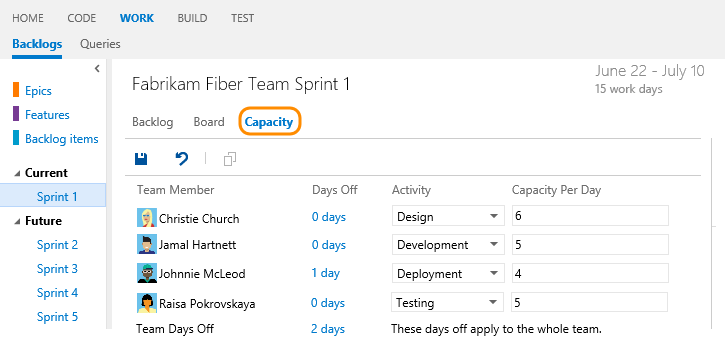 HOME CODE WORK BUILD TEST
Backlogs Queries
Epics
Features
Backlog items
Current
Sprint 1
Future
Sprint 2
Sprint 3
Sprint 4
Sprint 5
Fabrikam Fiber Team Sprint 1
June 22 - July 10
15 work days
Backlog Board Capacity
Team Member Days Off Activity Capacity Per Day
Christie Church 0 days Design 6
Jamal Hartnett 0 days Development 5
Johnnie McLeod 1 day Deployment 4
Raisa Pokrovskaya 0 days Testing 5
Team Days Off 2 days These days off apply to the whole team.